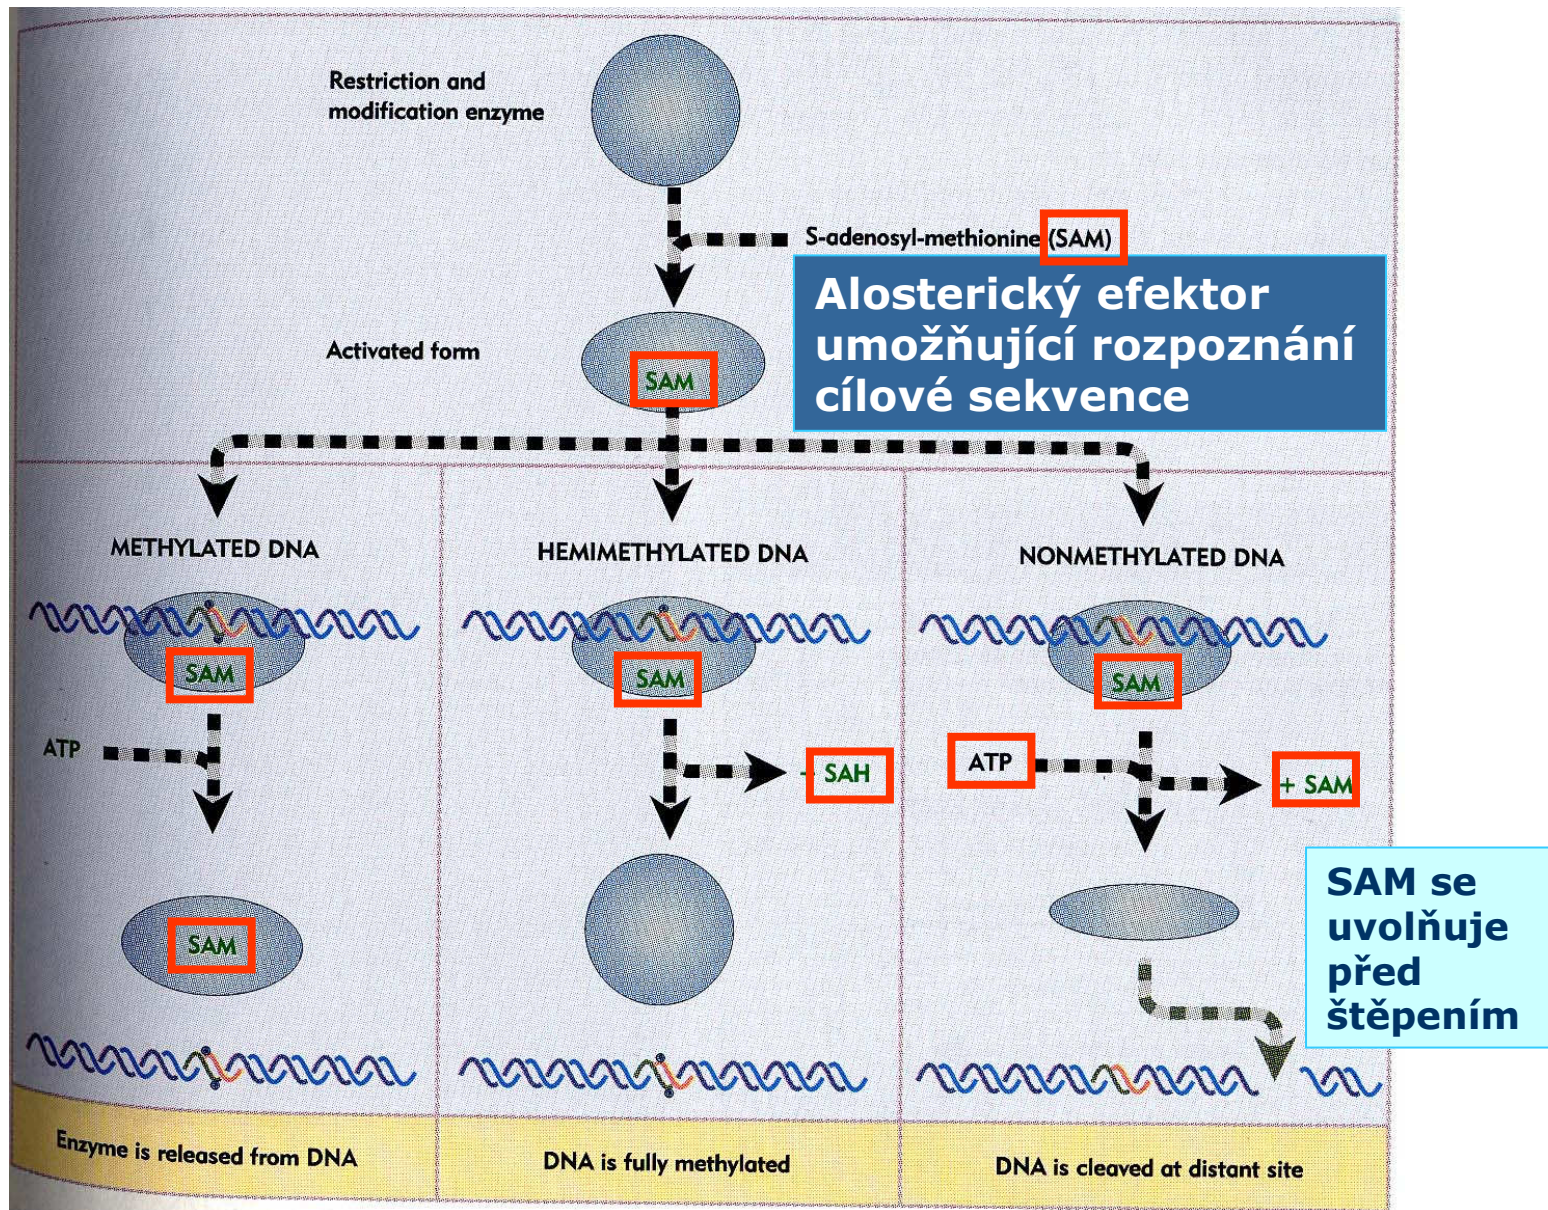 Restriction and
modification enzyme
S-adenosyl-methionine (SAM)
Alosterický efektor
umožňující rozpoznání
cílové sekvence
Activated form
SAM
METHYLATED DNA
HEMIMETHYLATED DNA
NONMETHYLATED DNA
SAM
SAM
SAM
ATP
+ SAH
ATP
+ SAM
SAM se
uvolňuje
před
štěpením
SAM
Enzyme is released from DNA
DNA is fully methylated
DNA is cleaved at distant site